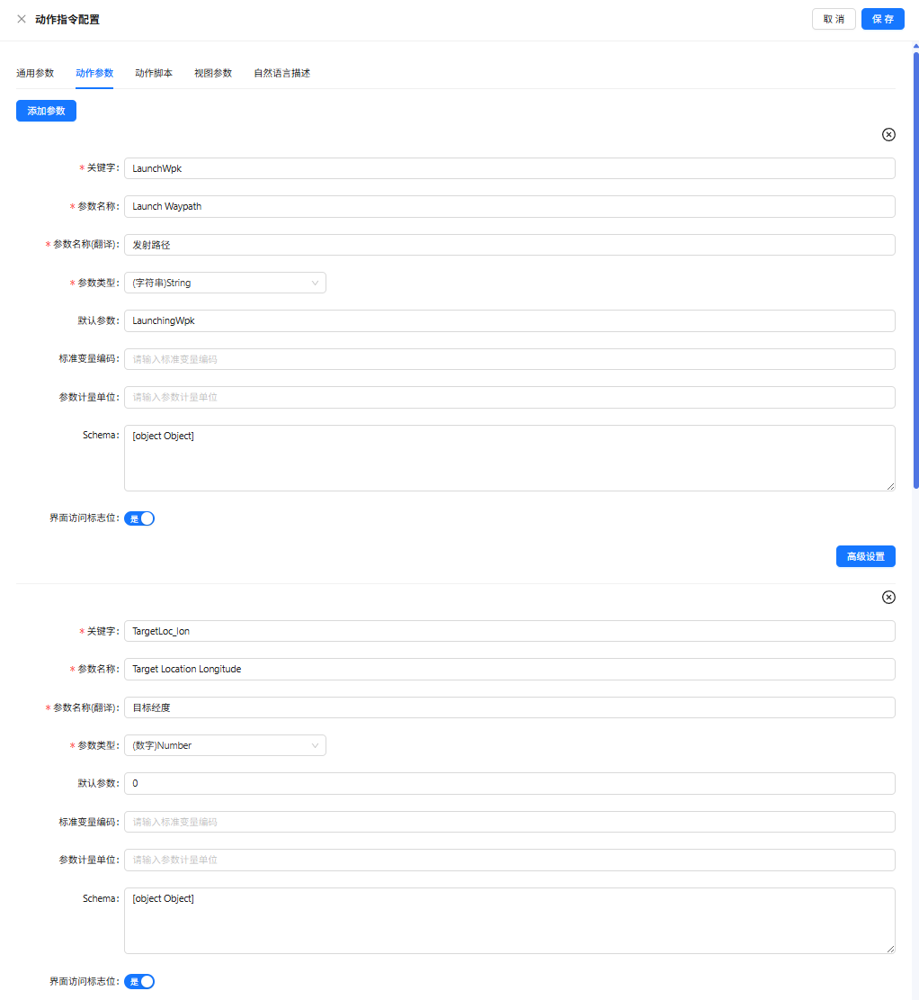 动作指令配置
取 消
保 存
通用参数 动作参数 动作脚本 视图参数 自然语言描述
添加参数
* 关键字: LaunchWpk
* 参数名称: Launch Waypath
* 参数名称(翻译): 发射路径
* 参数类型: (字符串)String
默认参数: LaunchingWpk
标准变量编码: 请输入标准变量编码
参数计量单位: 请输入参数计量单位
Schema: [object Object]
界面访问标志位: 是
高级设置
* 关键字: TargetLoc_lon
* 参数名称: Target Location Longitude
* 参数名称(翻译): 目标经度
* 参数类型: (数字)Number
默认参数: 0
标准变量编码: 请输入标准变量编码
参数计量单位: 请输入参数计量单位
Schema: [object Object]
界面访问标志位: 是